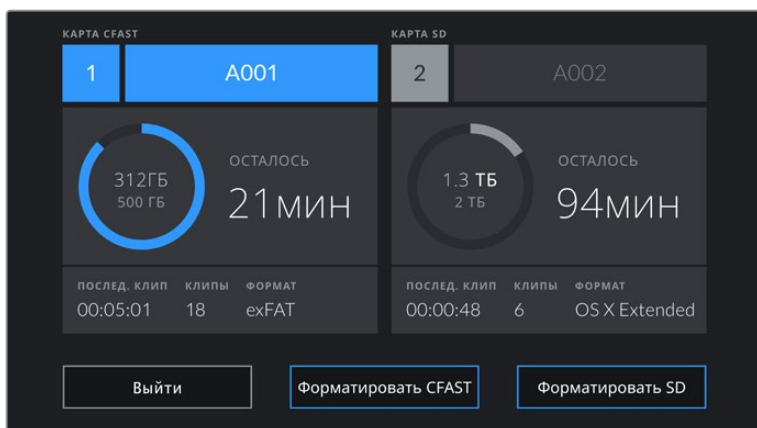 КАРТА CFAST
1
A001
312ГБ
500 ГБ
ОСТАЛОСЬ
21мин
ПОСЛЕД. КЛИП КЛИПЫ ФОРМАТ
00:05:01 18 exFAT
КАРТА SD
2
A002
1.3 ТБ
2 ТБ
ОСТАЛОСЬ
94мин
ПОСЛЕД. КЛИП КЛИПЫ ФОРМАТ
00:00:48 6 OS X Extended
Выйти
Форматировать CFAST
Форматировать SD